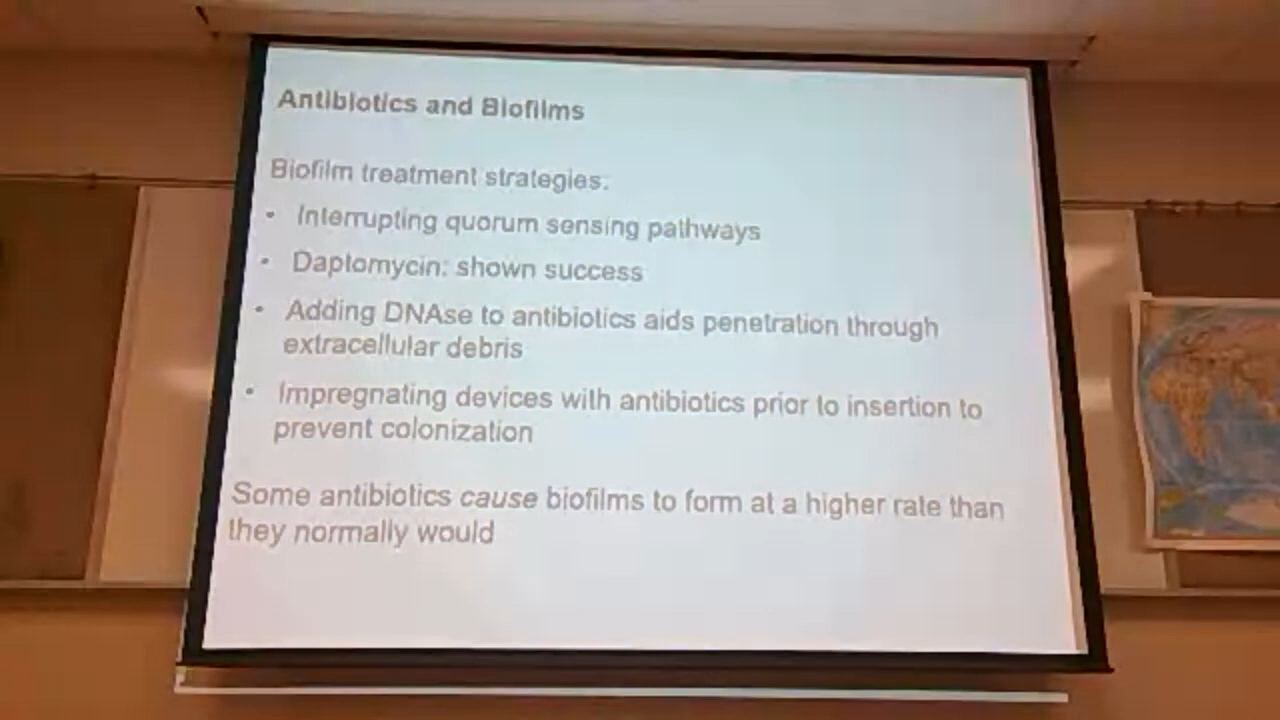 Antibiotics and Biofilms
Biofilm treatment strategies:
• Interrupting quorum sensing pathways
• Daptomycin: shown success
• Adding DNAse to antibiotics aids penetration through
extracellular debris
• Impregnating devices with antibiotics prior to insertion to
prevent colonization
Some antibiotics cause biofilms to form at a higher rate than
they normally would